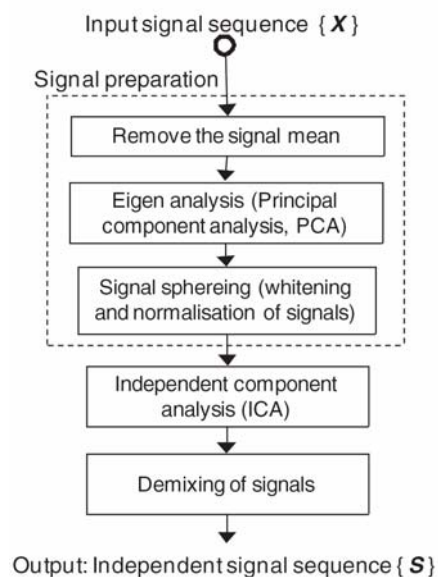 Input signal sequence { X }
Signal preparation
Remove the signal mean
Eigen analysis (Principal
component analysis, PCA)
Signal sphereing (whitening
and normalisation of signals)
Independent component
analysis (ICA)
Demixing of signals
Output: Independent signal sequence { S }